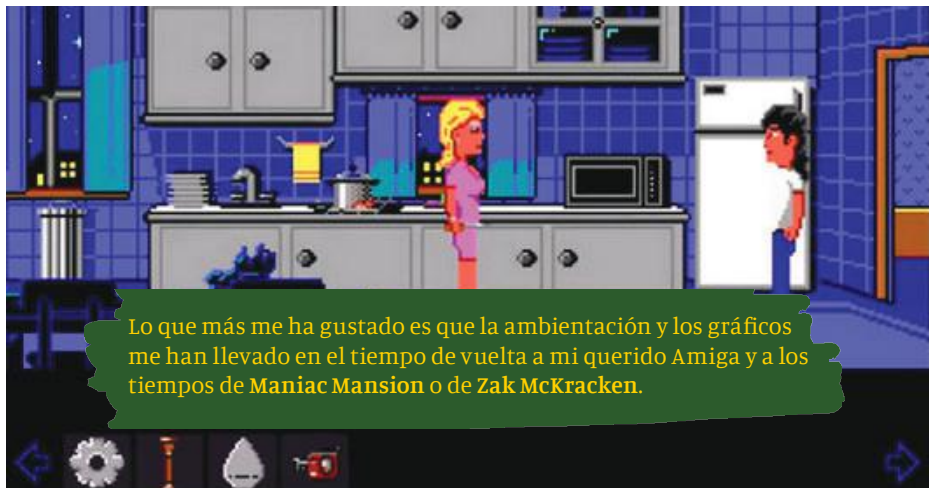 Lo que más me ha gustado es que la ambientación y los gráficos
me han llevado en el tiempo de vuelta a mi querido Amiga y a los
tiempos de Maniac Mansion o de Zak McKracken.